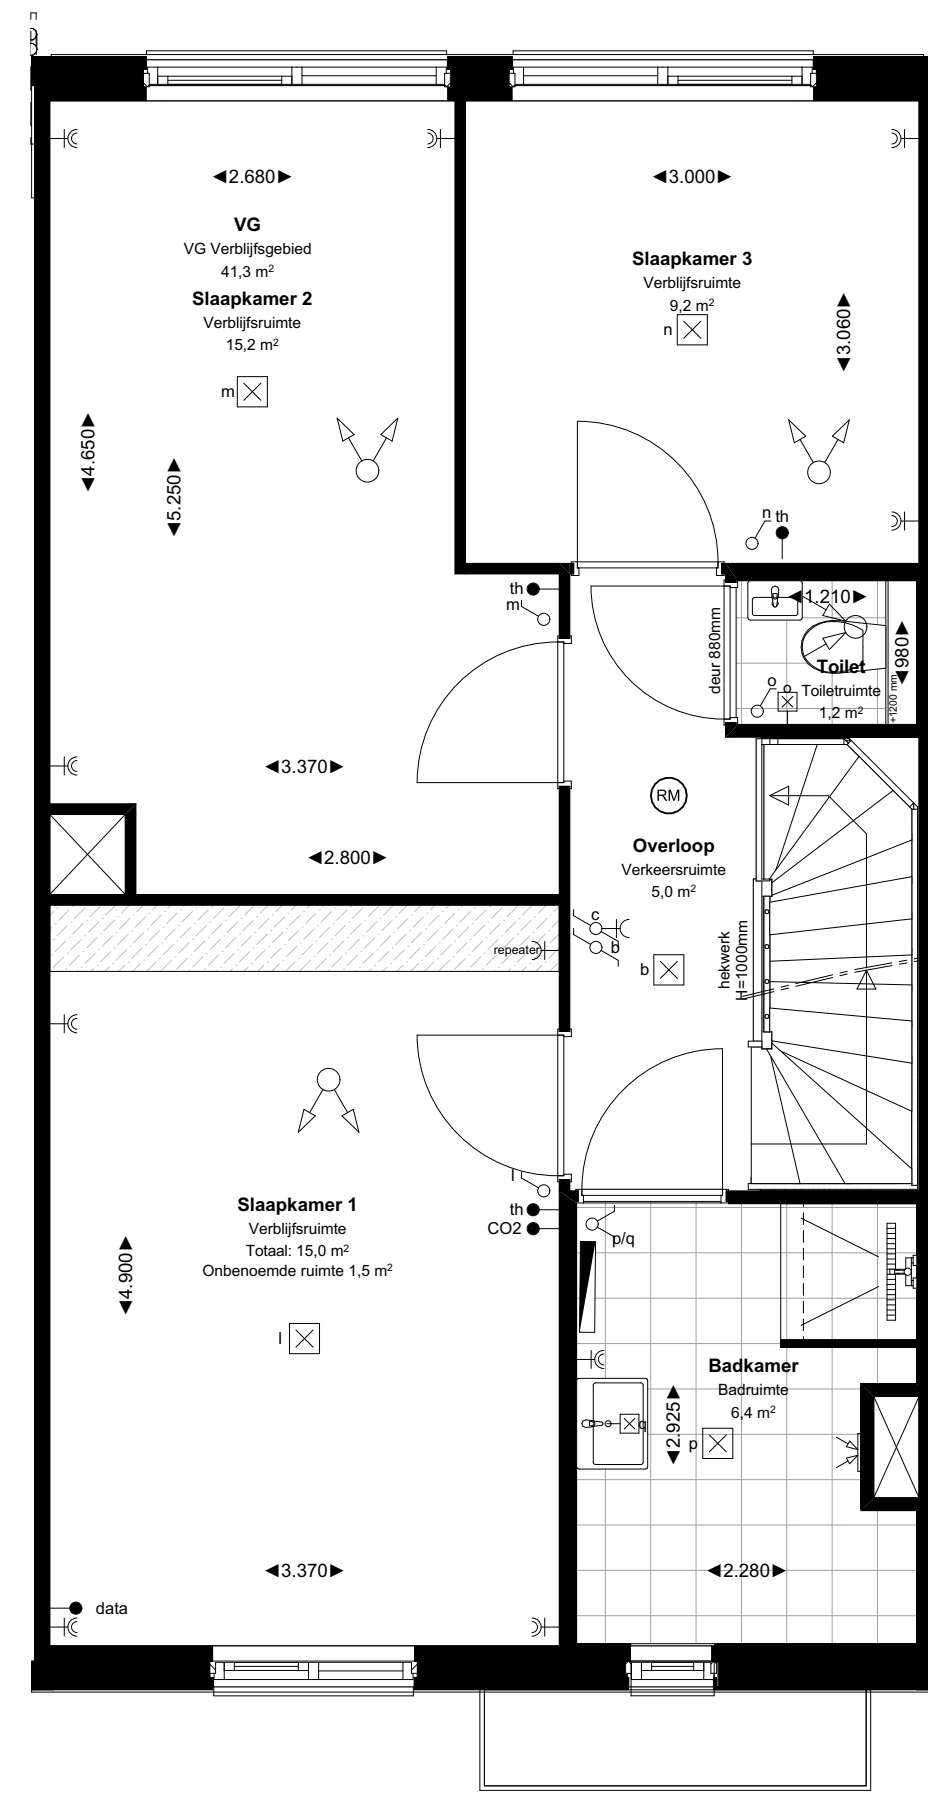 2.680
3.000
VG
VG Verblijfsgebied
41,3 m²
Slaapkamer 2
Verblijfsruimte
15,2 m²
m
Slaapkamer 3
Verblijfsruimte
9,2 m²
n
3.060
4.650
5.250
n th
th
m
deur 880mm
1.210
980
Toilet
Toiletruimte
1,2 m²
o
o
+1200 mm
3.370
2.800
RM
Overloop
Verkeersruimte
5,0 m²
c
b
b
hekwerk
H=1000mm
repeater
l
th
CO2
Slaapkamer 1
Verblijfsruimte
Totaal: 15,0 m²
Onbenoemde ruimte 1,5 m²
4.900
l
p/q
Badkamer
Badruimte
6,4 m²
2.925
p
q
3.370
2.280
data